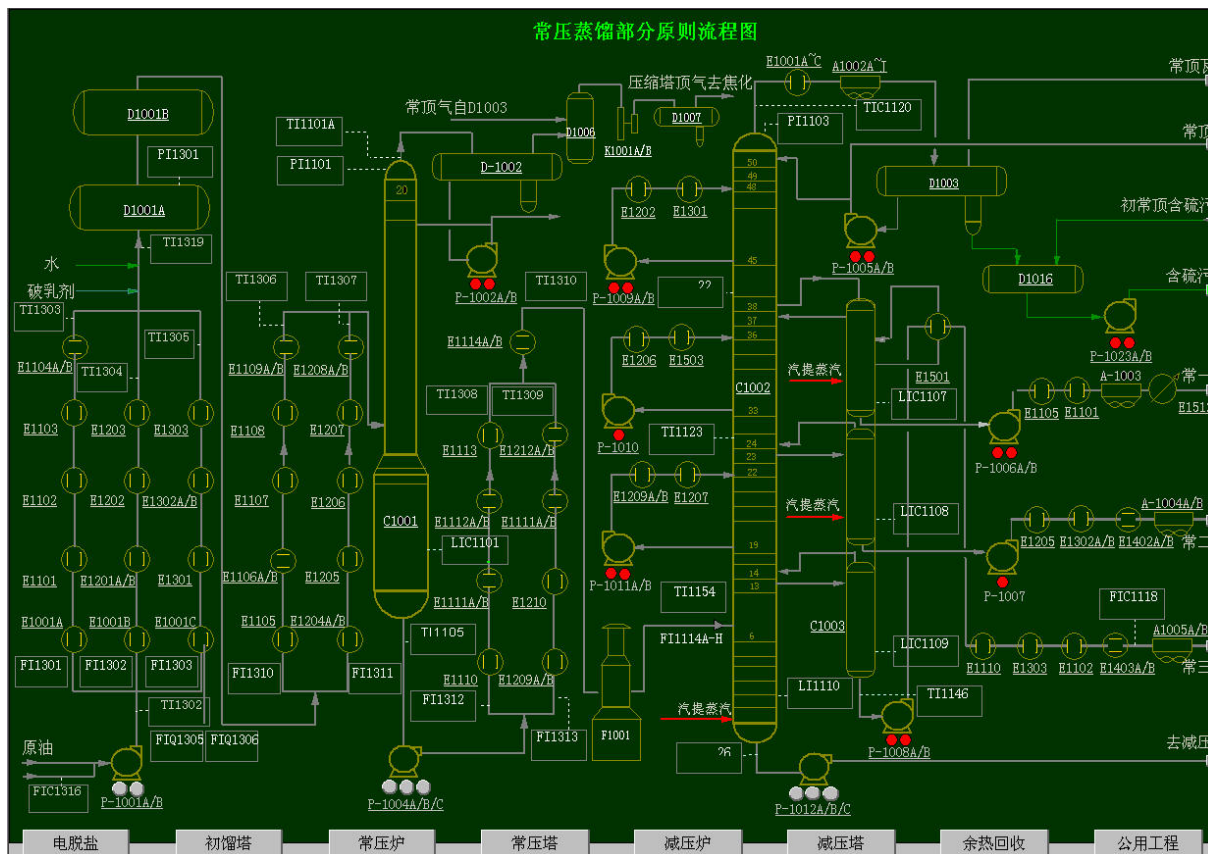 常压蒸馏部分原则流程图
E1001A~C
A1002A~I
常顶
压缩塔顶气去焦化
常顶气自D1003
D1001B
TI1101A
D1006
D1007
K1001A/B
TIC1120
PI1103
常顶
PI1301
PI1101
D-1002
50
49
48
20
D1001A
E1202
E1301
D1003
初常顶含硫污
TI1319
水
破乳剂
TI1303
TI1306
TI1307
TI1310
P-1002A/B
P-1009A/B
45
P-1005A/B
D1016
含硫污
22
38
37
36
TI1305
E1104A/B
TI1304
E1109A/B
E1208A/B
E1114A/B
E1206
E1503
P-1023A/B
汽提蒸汽
E1501
A-1003
常一
C1002
TI1308
TI1309
LIC1107
E1105
E1101
E1512
E1103
E1203
E1303
E1108
E1207
P-1010
33
TI1123
24
23
22
E1113
E1212A/B
P-1006A/B
E1102
E1202
E1302A/B
E1107
E1206
E1209A/B
E1207
A-1004A/B
C1001
E1112A/B
E1111A/B
汽提蒸汽
LIC1108
E1205
E1302A/B
E1402A/B
常二
LIC1101
19
E1101
E1201A/B
E1301
E1106A/B
E1205
P-1011A/B
14
13
P-1007
TI1154
E1111A/B
E1210
FIC1118
E1001A
E1001B
E1001C
E1105
E1204A/B
TI1105
C1003
6
FI1114A-H
LIC1109
A1005A/B
FI1301
FI1302
FI1303
FI1310
FI1311
E1110
E1209A/B
E1110
E1303
E1102
E1403A/B
常三
LI1110
TI1146
TI1302
FI1312
汽提蒸汽
原油
FIQ1305
FIQ1306
FI1313
F1001
26
P-1008A/B
去减压
FIC1316
P-1001A/B
P-1004A/B/C
P-1012A/B/C
电脱盐
初馏塔
常压炉
常压塔
减压炉
减压塔
余热回收
公用工程